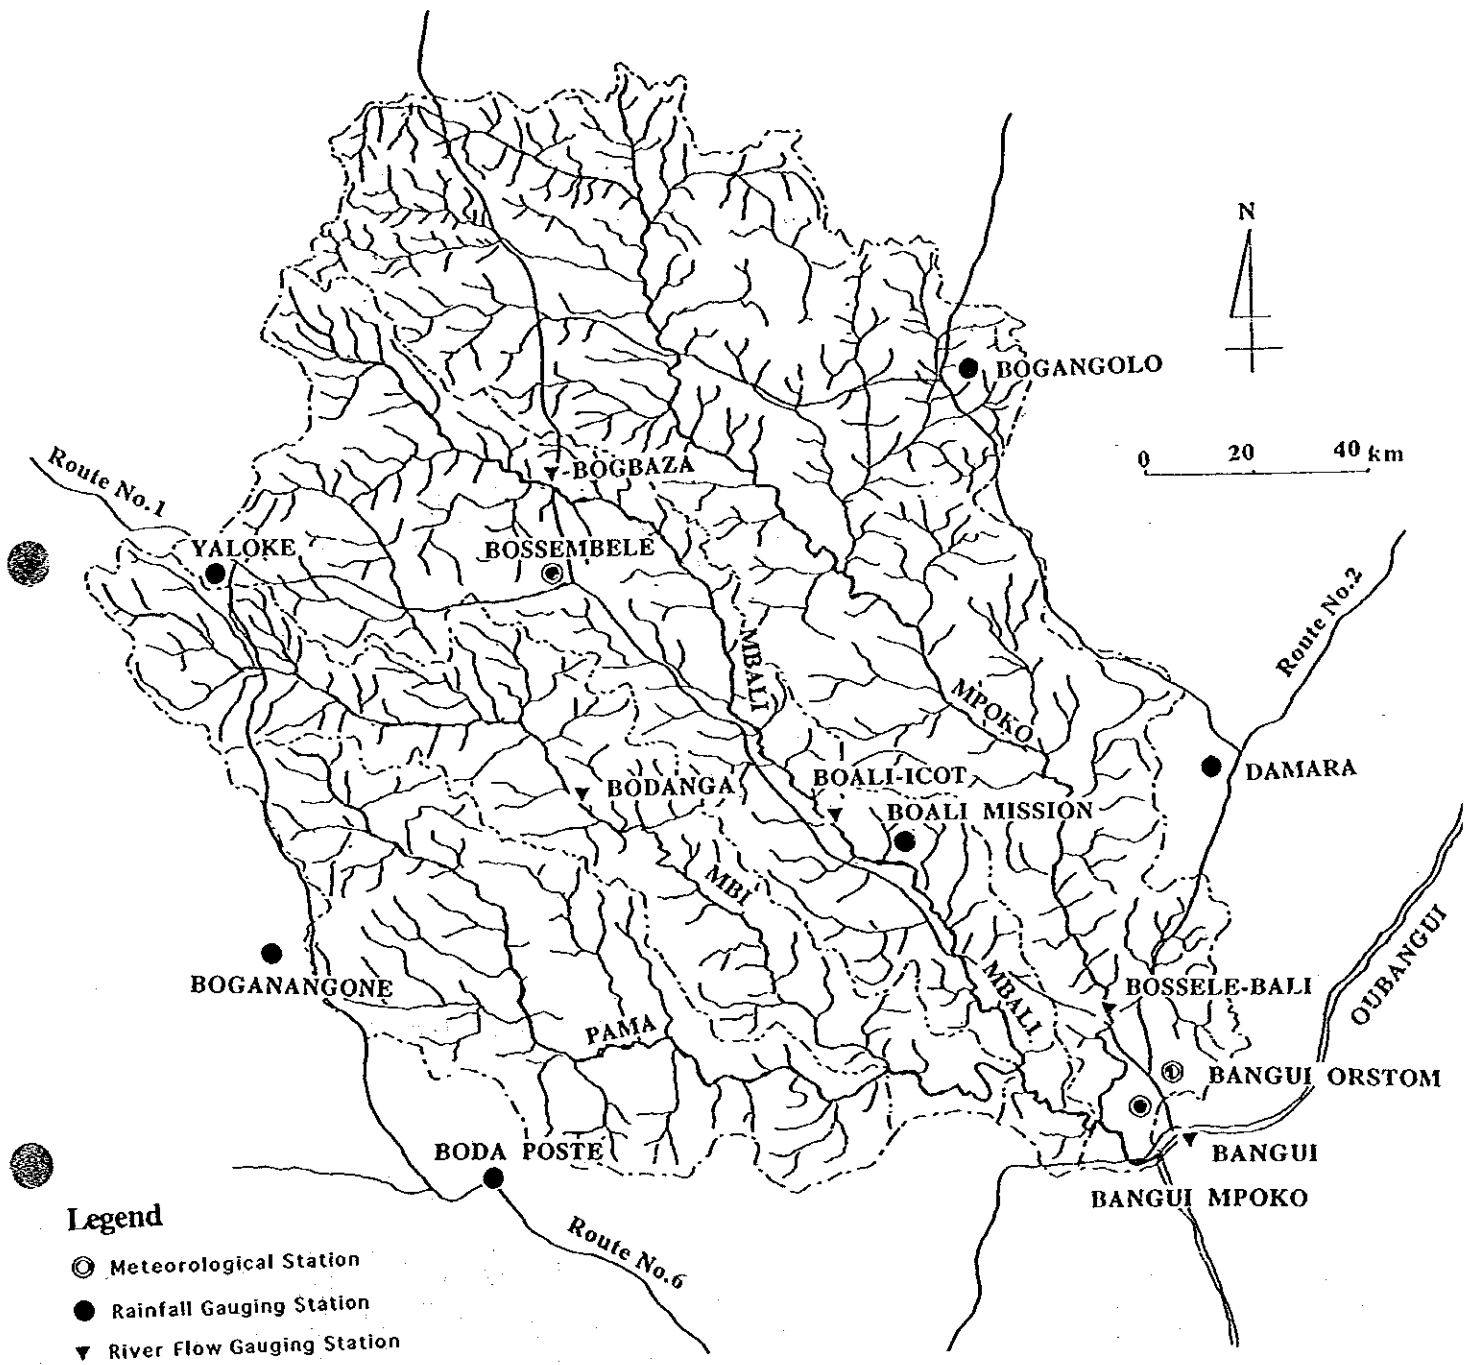 N
BOGANGOLO
0 20 40 km
Route No.1
BOGBAZA
YALOKE
BOSSEMBELE
Route No.2
MBALI
MPOKO
BOALI-ICOT
DAMARA
BODANGA
BOALI MISSION
MBI
OUBANGUI
BOGANANGONE
MBALI
BOSSELE-BALI
PAMA
BANGUI ORSTOM
BODA POSTE
BANGUI
BANGUI MPOKO
Legend
Route No.6
Meteorological Station
Rainfall Gauging Station
River Flow Gauging Station